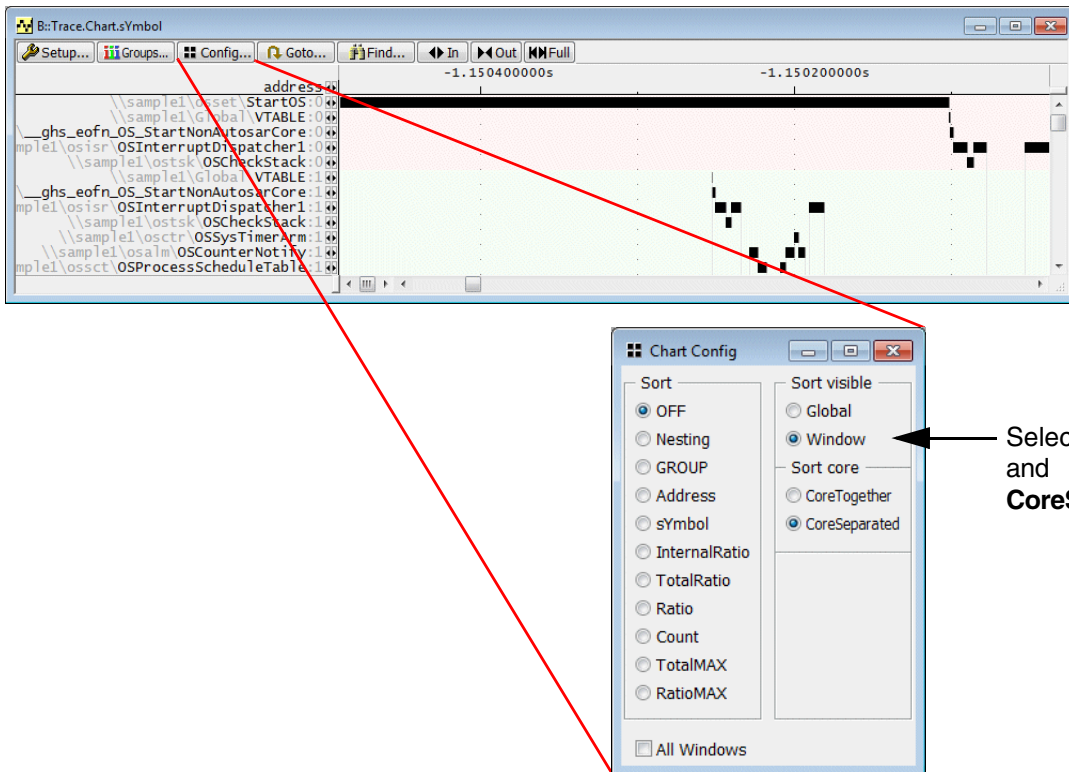 B::Trace.Chart.sYmbol
Setup... Groups... Config... Goto... Find... In Out Full
-1.150400000s -1.150200000s
address
\\sample1\osset\StartOS:0
\\sample1\Global\VTABLE:0
\__ghs_eofn_OS_StartNonAutosarCore:0
mple1\osisr\OSInterruptDispatcher1:0
\\sample1\ostsk\OSCheckStack:0
\\sample1\Global\VTABLE:1
\__ghs_eofn_OS_StartNonAutosarCore:1
mple1\osisr\OSInterruptDispatcher1:1
\\sample1\ostsk\OSCheckStack:1
\\sample1\osctr\OSSysTimerArm:1
\\sample1\osalm\OSCounterNotify:1
mple1\ossct\OSProcessScheduleTable:1
Chart Config
Sort
OFF
Nesting
GROUP
Address
sYmbol
InternalRatio
TotalRatio
Ratio
Count
TotalMAX
RatioMAX
All Windows
Sort visible
Global
Window
Sort core
CoreTogether
CoreSeparated
Selec
and
CoreS